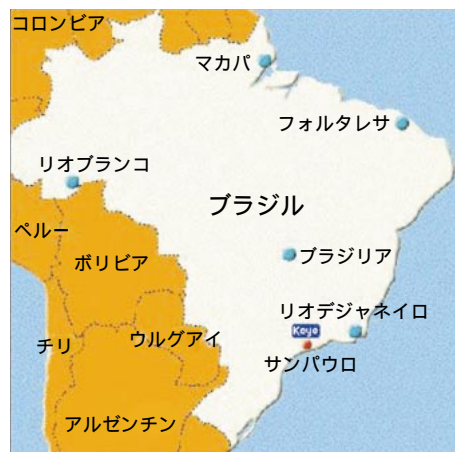 コロンビア
マカパ
フォルタレサ
リオブランコ
ブラジル
ペルー
ボリビア
ブラジリア
リオデジャネイロ
Koyo
チリ
ウルグアイ
サンパウロ
アルゼンチン